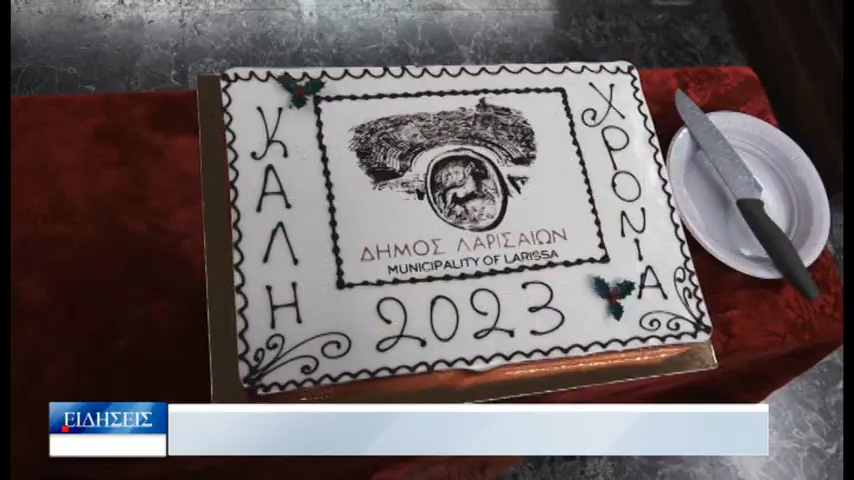 ΚΑΛΗ
ΧΡΟΝΙΑ
ΔΗΜΟΣ ΛΑΡΙΣΑΙΩΝ
MUNICIPALITY OF LARISSA
2023
ΕΙΔΗΣΕΙΣ